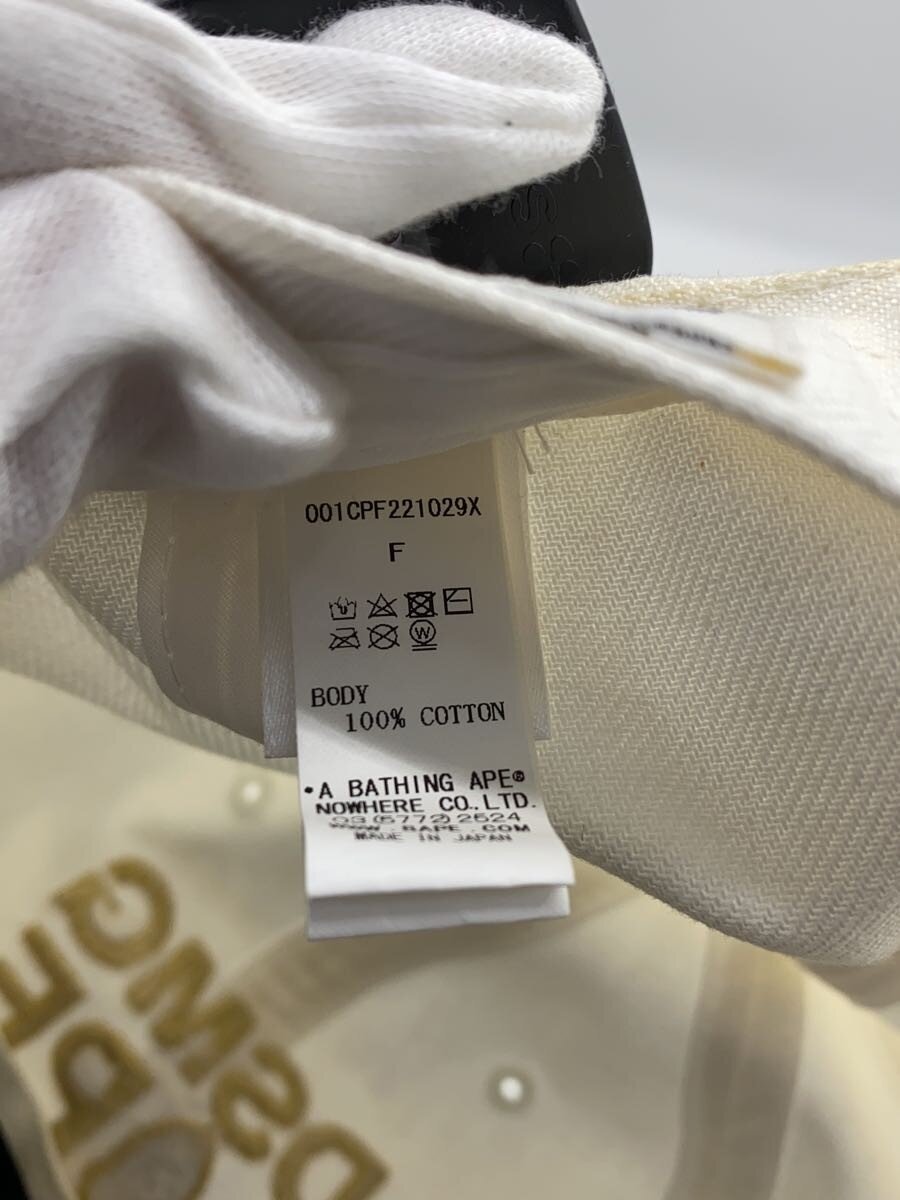 001CPF221029X
F
W
BODY
100% COTTON
•A BATHING APE®
NOWHERE CO.,LTD.
03(5772)2524
WWW. BAPE .COM
MADE IN JAPAN